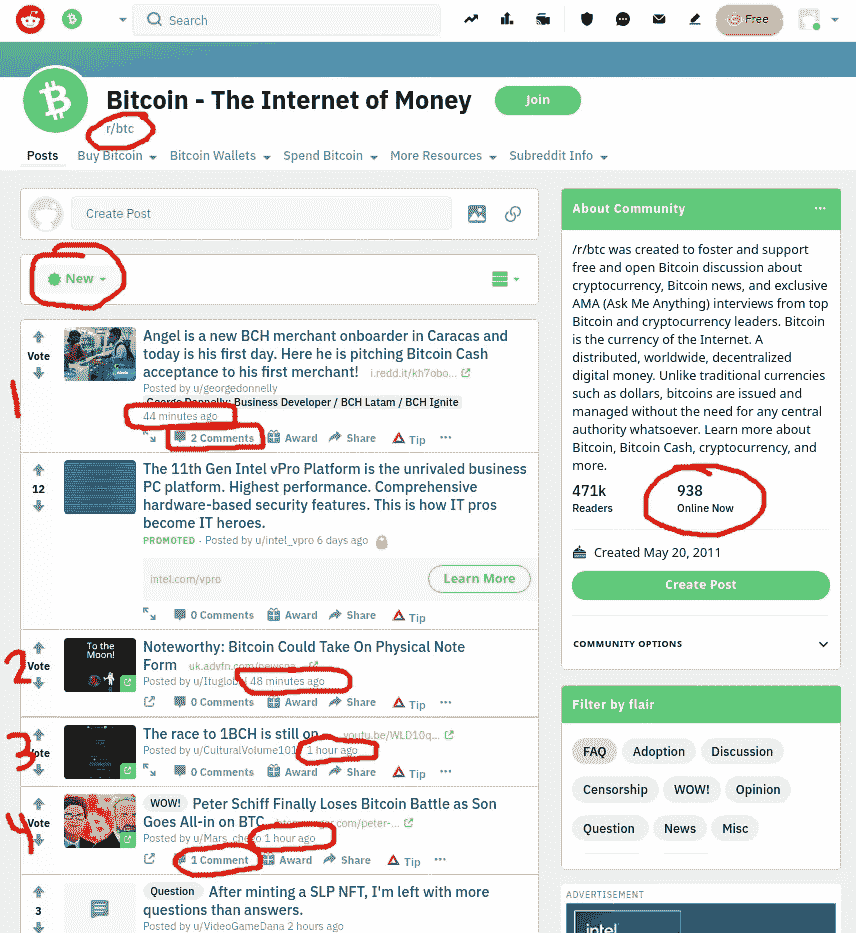 Search
Free
Bitcoin - The Internet of Money
Join
r/btc
Posts
Buy Bitcoin
Bitcoin Wallets
Spend Bitcoin
More Resources
Subreddit Info
Create Post
New
1
Vote
Angel is a new BCH merchant onboarder in Caracas and
today is his first day. Here he is pitching Bitcoin Cash
acceptance to his first merchant! i.redd.it/kh7obo...
Posted by u/georgedonnelly
George Donnelly: Business Developer / BCH Latam / BCH Ignite
44 minutes ago
2 Comments Award Share Tip ...
12
The 11th Gen Intel vPro Platform is the unrivaled business
PC platform. Highest performance. Comprehensive
hardware-based security features. This is how IT pros
become IT heroes.
PROMOTED · Posted by u/intel_vpro 6 days ago
intel.com/vpro
Learn More
0 Comments Award Share Tip
2
Vote
To the
Moon!
Noteworthy: Bitcoin Could Take On Physical Note
Form uk.advfn.com/newspa...
Posted by u/Ituglob 48 minutes ago
0 Comments Award Share Tip ...
3
Vote
The race to 1BCH is still on youtu.be/WLD10q...
Posted by u/CulturalVolume101 1 hour ago
0 Comments Award Share Tip ...
4
Vote
WOW! Peter Schiff Finally Loses Bitcoin Battle as Son
Goes All-in on BTC .com/peter-...
Posted by u/Mars_che 1 hour ago
1 Comment Award Share Tip ...
3
Question After minting a SLP NFT, I'm left with more
questions than answers.
Posted by u/VideoGameDana 2 hours ago
About Community
...
/r/btc was created to foster and support
free and open Bitcoin discussion about
cryptocurrency, Bitcoin news, and exclusive
AMA (Ask Me Anything) interviews from top
Bitcoin and cryptocurrency leaders. Bitcoin
is the currency of the Internet. A
distributed, worldwide, decentralized
digital money. Unlike traditional currencies
such as dollars, bitcoins are issued and
managed without the need for any central
authority whatsoever. Learn more about
Bitcoin, Bitcoin Cash, cryptocurrency, and
more.
471k 938
Readers Online Now
Created May 20, 2011
Create Post
COMMUNITY OPTIONS
Filter by flair
FAQ Adoption Discussion
Censorship WOW! Opinion
Question News Misc
ADVERTISEMENT
intel